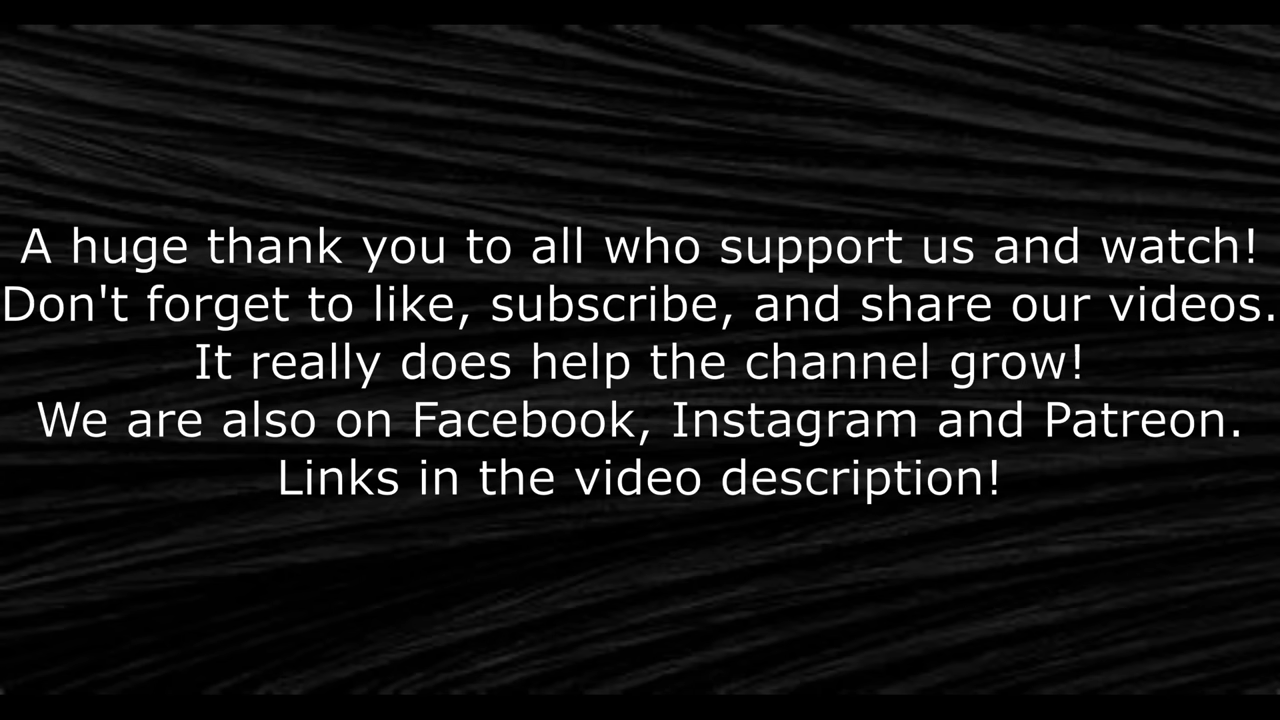 A huge thank you to all who support us and watch!
Don't forget to like, subscribe, and share our videos.
It really does help the channel grow!
We are also on Facebook, Instagram and Patreon.
Links in the video description!